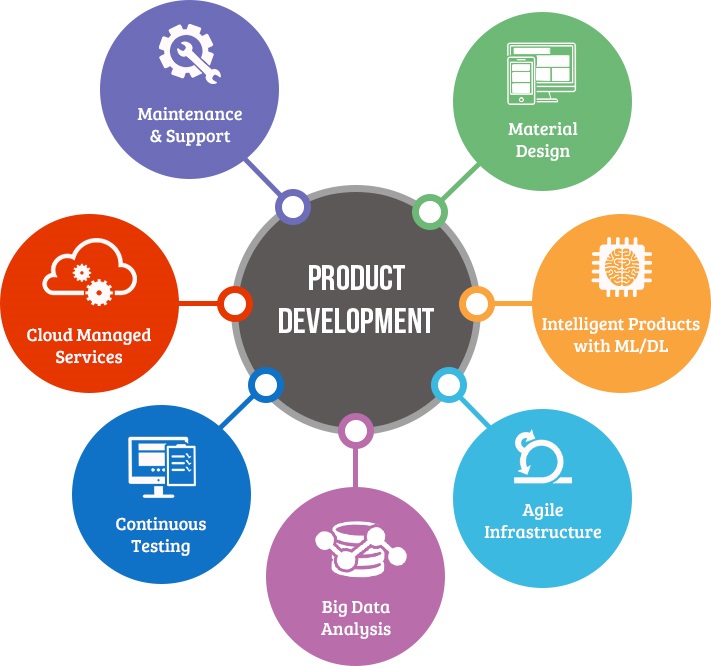 Maintenance
& Support
Material
Design
PRODUCT
DEVELOPMENT
Cloud Managed
Services
Intelligent Products
with ML/DL
Continuous
Testing
Agile
Infrastructure
Big Data
Analysis